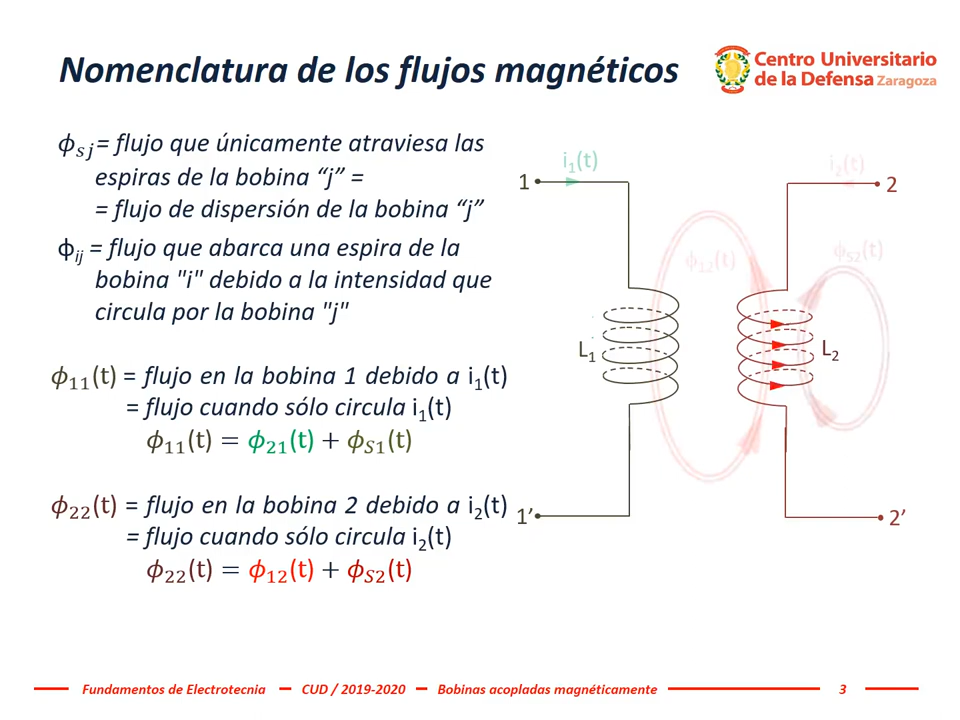 Nomenclatura de los flujos magnéticos
Centro Universitario
de la Defensa Zaragoza
ϕsj = flujo que únicamente atraviesa las
espiras de la bobina “j” =
= flujo de dispersión de la bobina “j”
ϕij = flujo que abarca una espira de la
bobina "i" debido a la intensidad que
circula por la bobina "j"
ϕ11(t) = flujo en la bobina 1 debido a i1(t)
= flujo cuando sólo circula i1(t)
ϕ11(t) = ϕ21(t) + ϕS1(t)
ϕ22(t) = flujo en la bobina 2 debido a i2(t)
= flujo cuando sólo circula i2(t)
ϕ22(t) = ϕ12(t) + ϕS2(t)
i1(t)
i2(t)
1
2
ϕ12(t)
ϕS2(t)
L1
L2
1’
2’
Fundamentos de Electrotecnia
CUD / 2019-2020
Bobinas acopladas magnéticamente
3